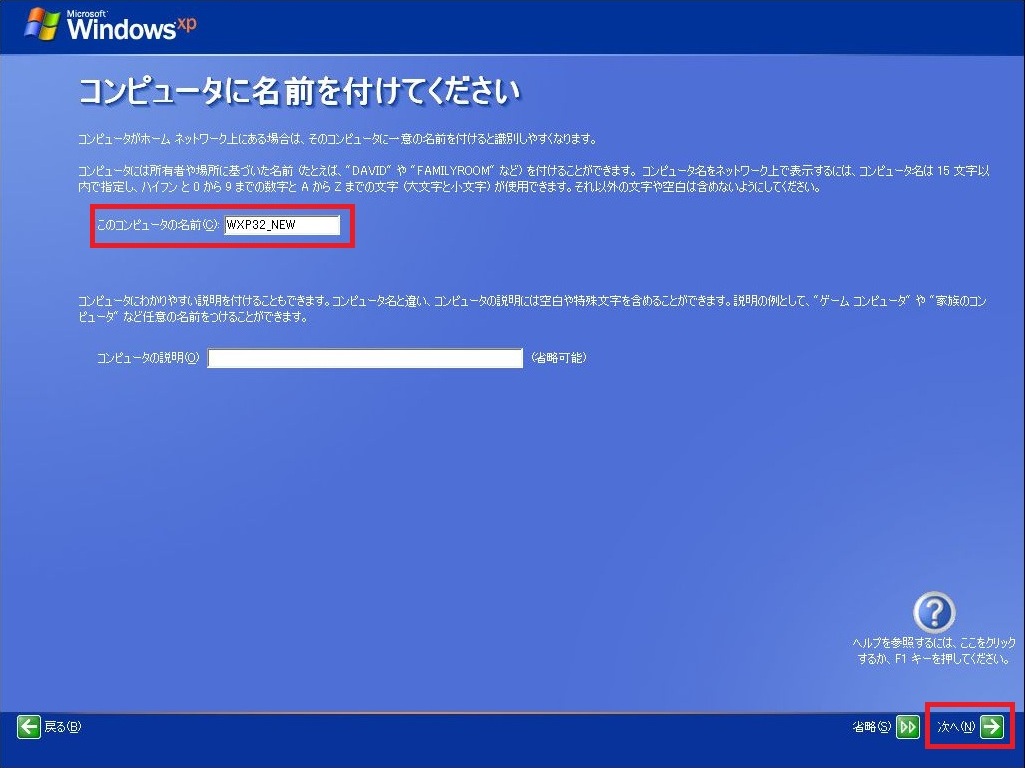 Microsoft
Windows xp
コンピュータに名前を付けてください
コンピュータがホーム ネットワーク上にある場合は、そのコンピュータに一意の名前を付けると識別しやすくなります。
コンピュータには所有者や場所に基づいた名前 (たとえば、"DAVID" や "FAMILYROOM" など) を付けることができます。 コンピュータ名をネットワーク上で表示するには、コンピュータ名は 15 文字以
内で指定し、ハイフン と 0 から 9 までの数字と A から Z までの文字 (大文字と小文字) が使用できます。それ以外の文字や空白は含めないようにしてください。
このコンピュータの名前(C): WXP32_NEW
コンピュータにわかりやすい説明を付けることもできます。コンピュータ名と違い、コンピュータの説明には空白や特殊文字を含めることができます。説明の例として、"ゲーム コンピュータ" や "家族のコン
ピュータ" など任意の名前をつけることができます。
コンピュータの説明(O) (省略可能)
ヘルプを参照するには、ここをクリック
するか、F1 キーを押してください。
戻る(B) 省略(S) 次へ(N)